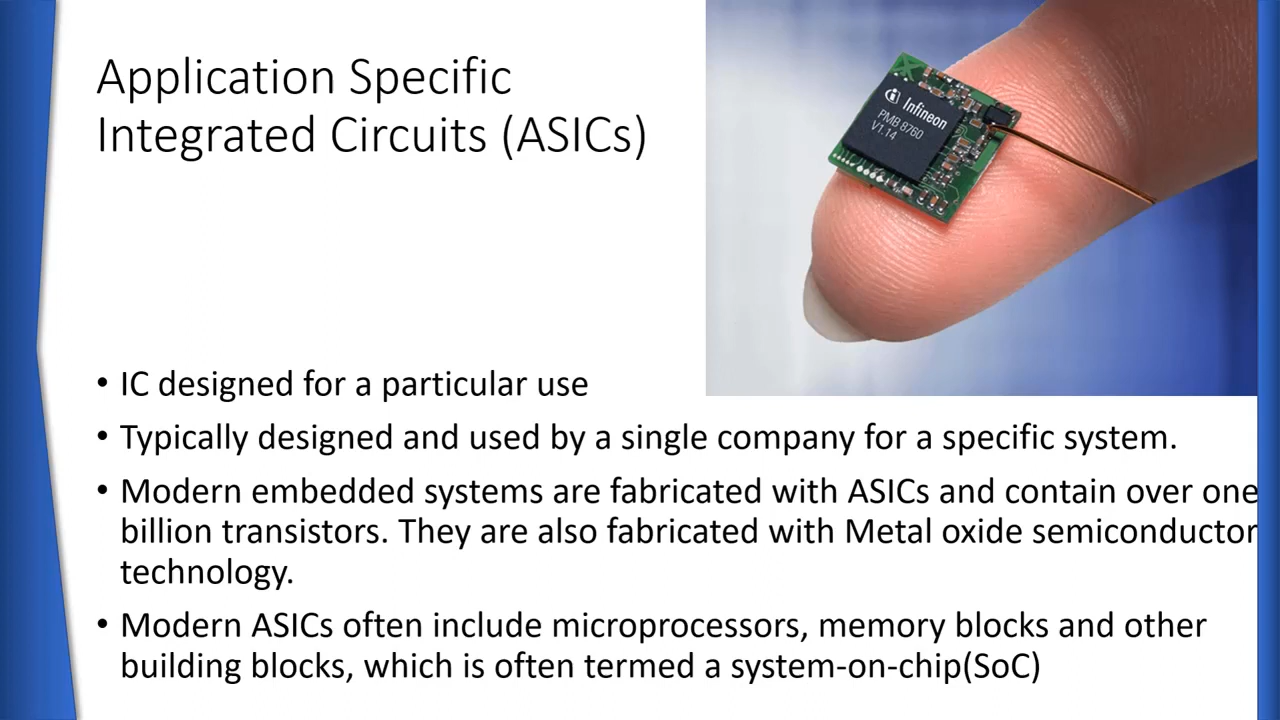 Application Specific
Integrated Circuits (ASICs)
Infineon
PMB 8760
V1.14
• IC designed for a particular use
• Typically designed and used by a single company for a specific system.
• Modern embedded systems are fabricated with ASICs and contain over one
billion transistors. They are also fabricated with Metal oxide semiconductor
technology.
• Modern ASICs often include microprocessors, memory blocks and other
building blocks, which is often termed a system-on-chip(SoC)